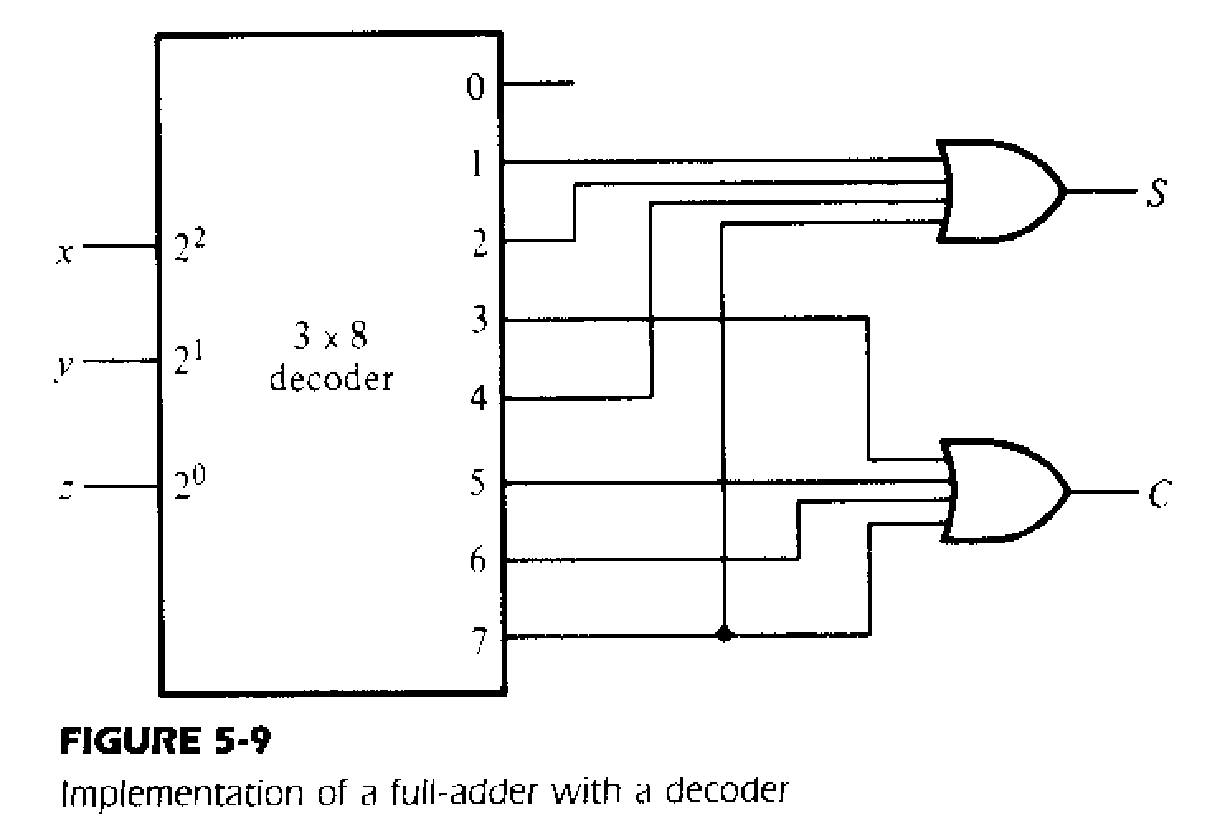 0
1
2
3
4
5
6
7
x
y
z
2²
2¹
2⁰
3 × 8
decoder
S
C
FIGURE 5-9
Implementation of a full-adder with a decoder